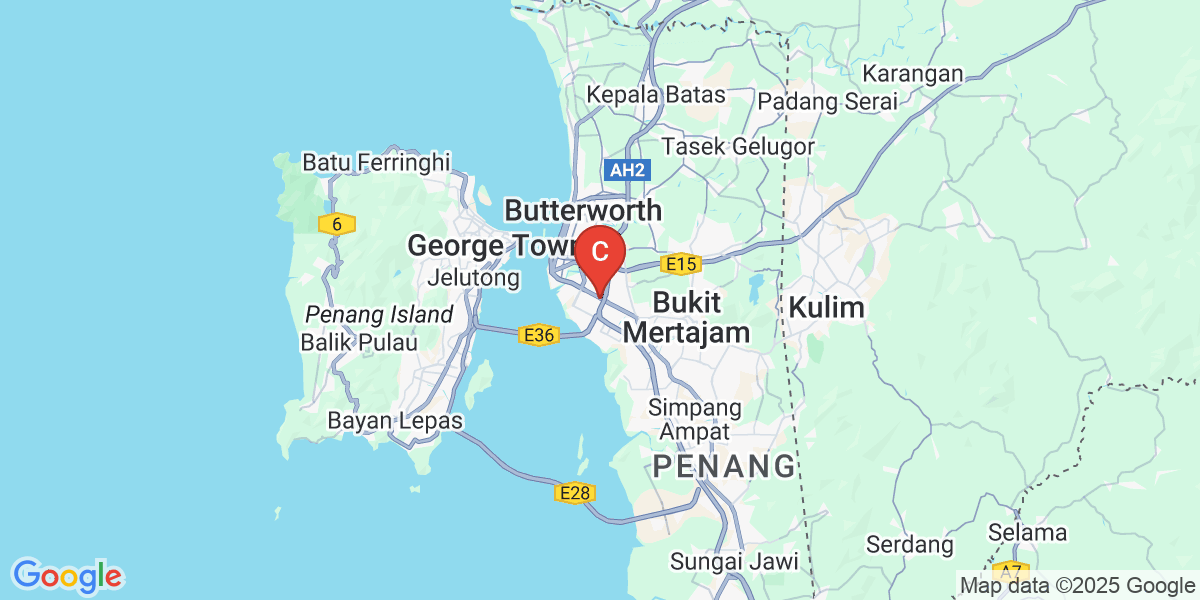 Karangan
Kepala Batas
Padang Serai
Tasek Gelugor
Batu Ferringhi
AH2
Butterworth
6
George Town
C
E15
Jelutong
Bukit
Mertajam
Kulim
Penang Island
E36
Balik Pulau
Simpang
Ampat
Bayan Lepas
PENANG
E28
Selama
Serdang
Sungai Jawi
A7
Google
Map data ©2025 Google